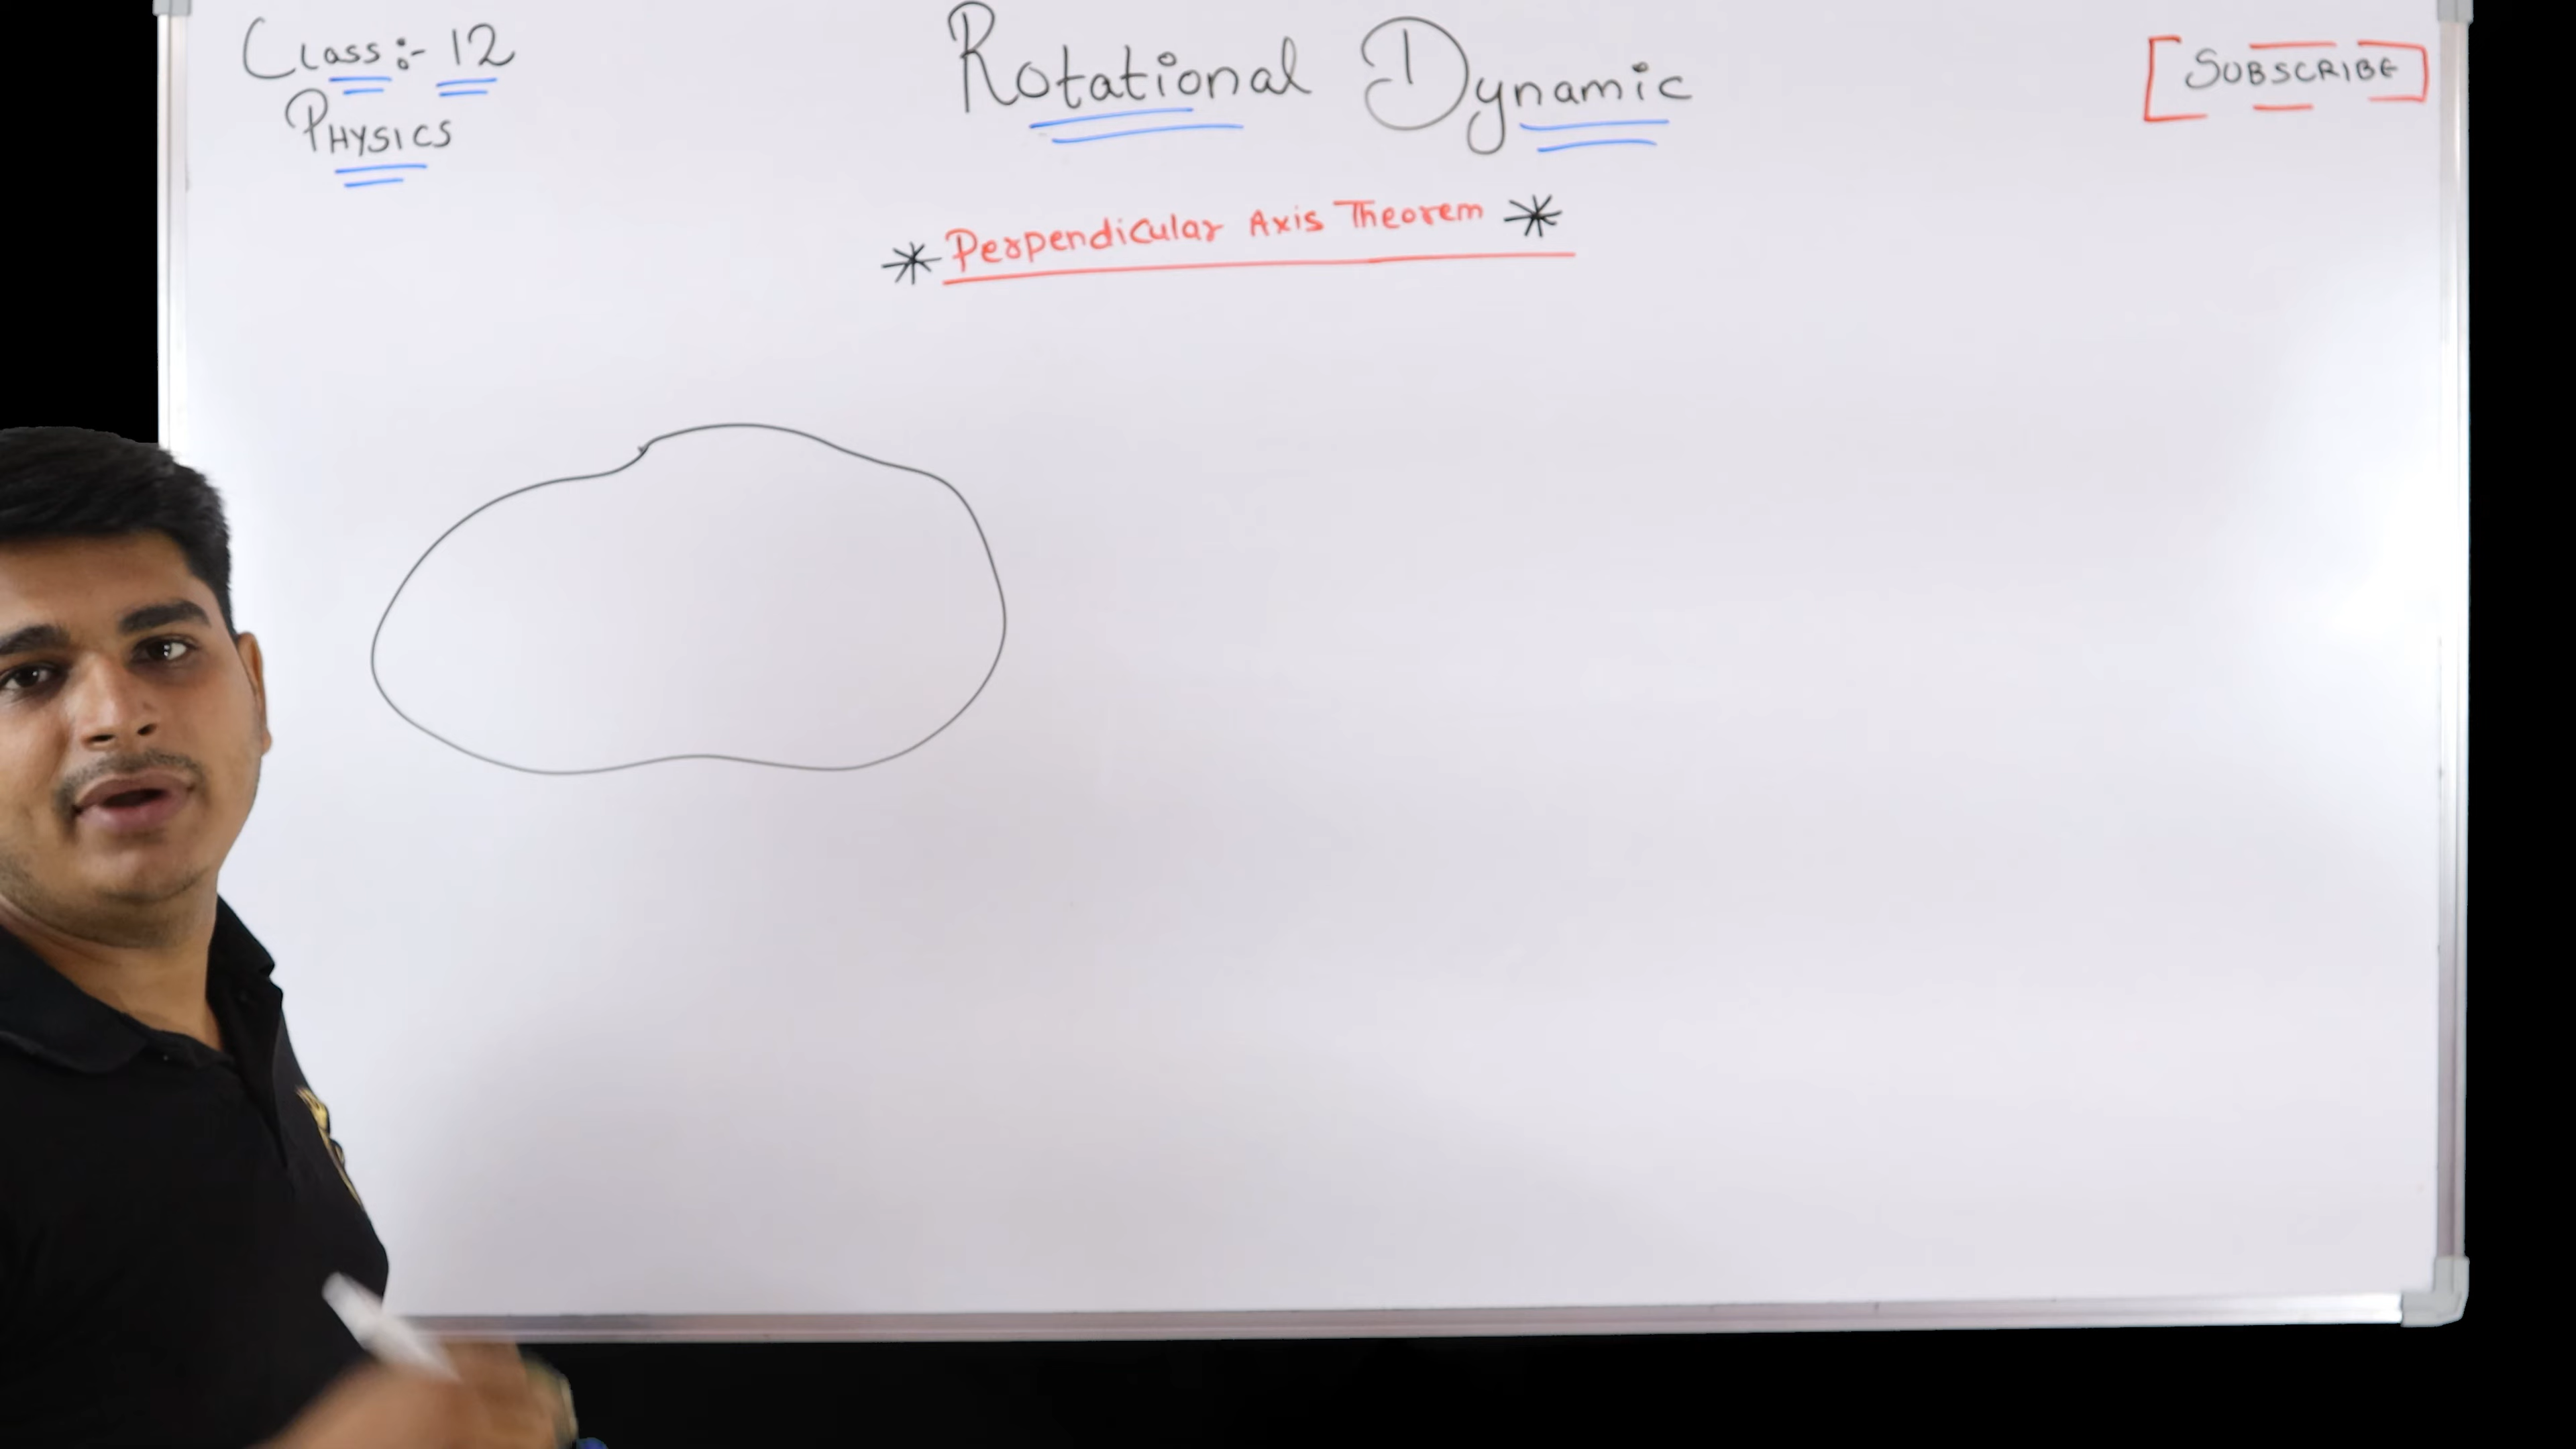 Class:- 12
PHYSICS
Rotational Dynamic
SUBSCRIBE
* Perpendicular Axis Theorem *